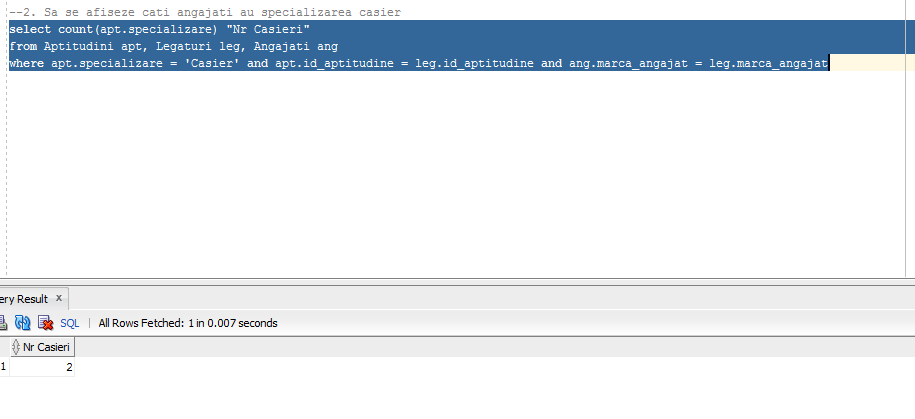 --2. Sa se afiseze cati angajati au specializarea casier
select count(apt.specializare) "Nr Casieri"
from Aptitudini apt, Legaturi leg, Angajati ang
where apt.specializare = 'Casier' and apt.id_aptitudine = leg.id_aptitudine and ang.marca_angajat = leg.marca_angajat
ery Result x
SQL | All Rows Fetched: 1 in 0.007 seconds
Nr Casieri
1 2